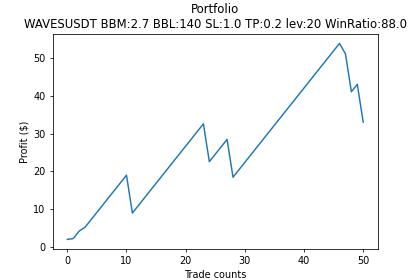 Portfolio
WAVESUSDT BBM:2.7 BBL:140 SL:1.0 TP:0.2 lev:20 WinRatio:88.0
50
40
30
20
10
0
Profit ($)
0 10 20 30 40 50
Trade counts